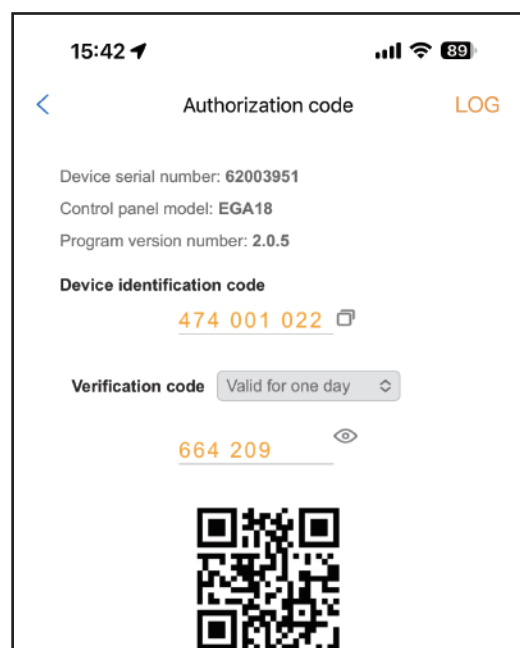 15:42 89
Authorization code LOG
Device serial number: 62003951
Control panel model: EGA18
Program version number: 2.0.5
Device identification code
474 001 022
Verification code Valid for one day
664 209